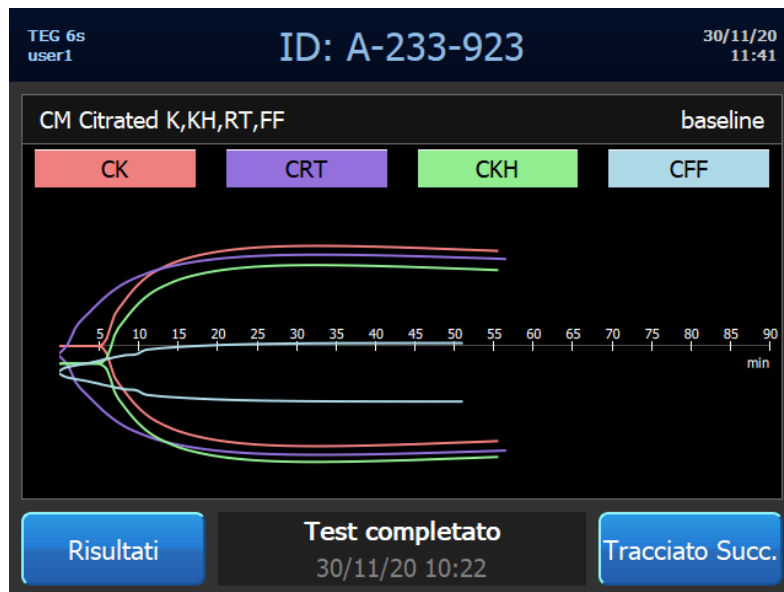 TEG 6s
user1
ID: A-233-923
30/11/20
11:41
CM Citrated K,KH,RT,FF
baseline
CK
CRT
CKH
CFF
5 10 15 20 25 30 35 40 45 50 55 60 65 70 75 80 85 90
min
Risultati
Test completato
30/11/20 10:22
Tracciato Succ.